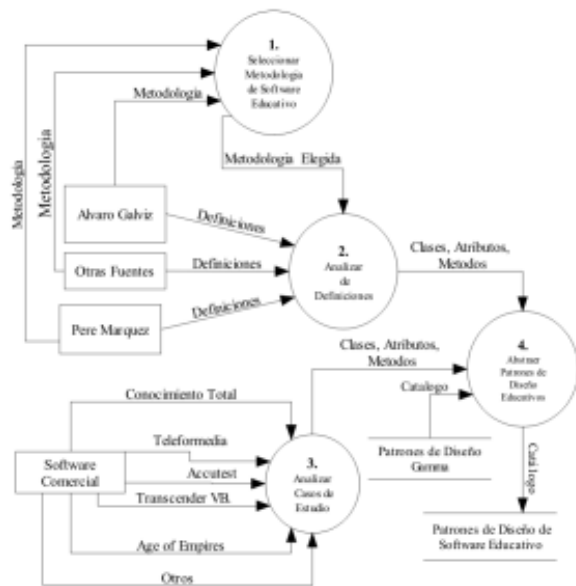 1.
Seleccionar
Metodologia
de Software
Educativo
Metodologia
Metodologia
Metodologia
Metodologia Elegida
Alvaro Galviz
Definiciones
2.
Analizar
de
Definiciones
Clases, Atributos,
Metodos
Otras Fuentes
Definiciones
Pere Marquez
Definiciones
Clases, Atributos,
Metodos
4.
Abstraer
Patrones de
Diseño
Educativos
Catalogo
Conocimiento Total
Teleformedia
Software
Comercial
Accutest
Transcender VB.
Age of Empires
Otros
3.
Analizar
Casos de
Estudio
Patrones de Diseño
Gamma
Catálogo
Patrones de Diseño de
Software Educativo